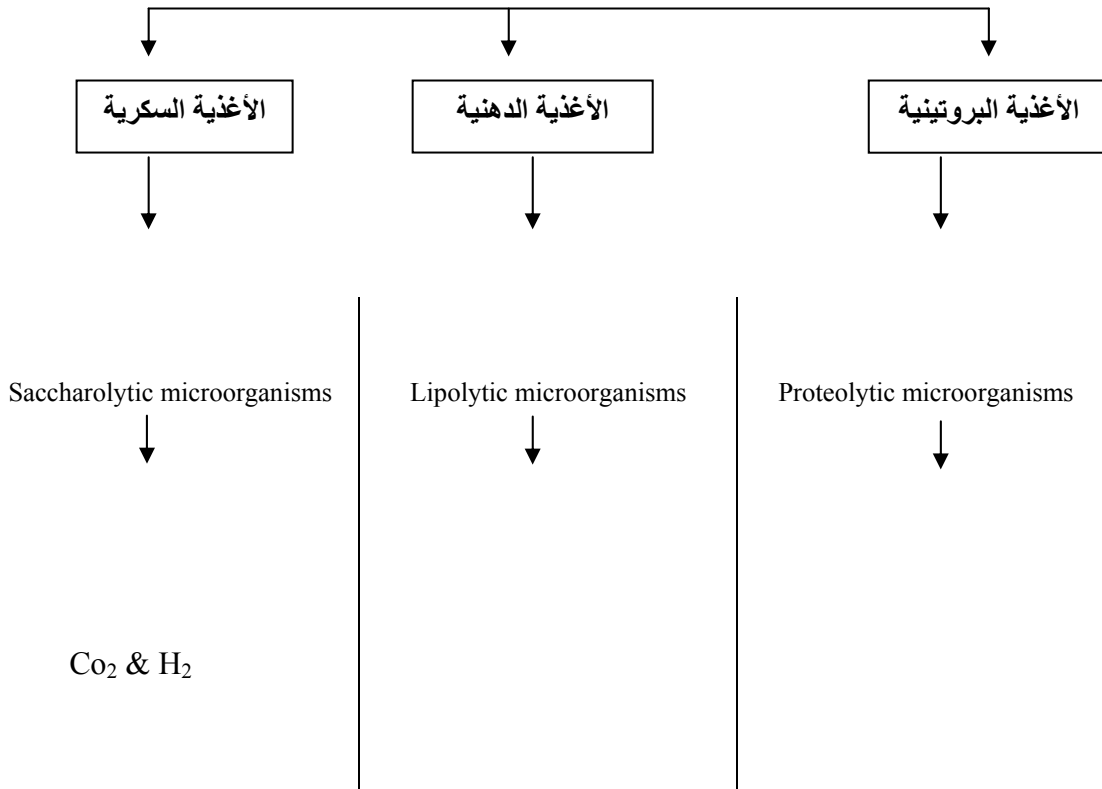 الأغذية البروتينية
الأغذية الدهنية
الأغذية السكرية
Saccharolytic microorganisms
Lipolytic microorganisms
Proteolytic microorganisms
Co₂ & H₂